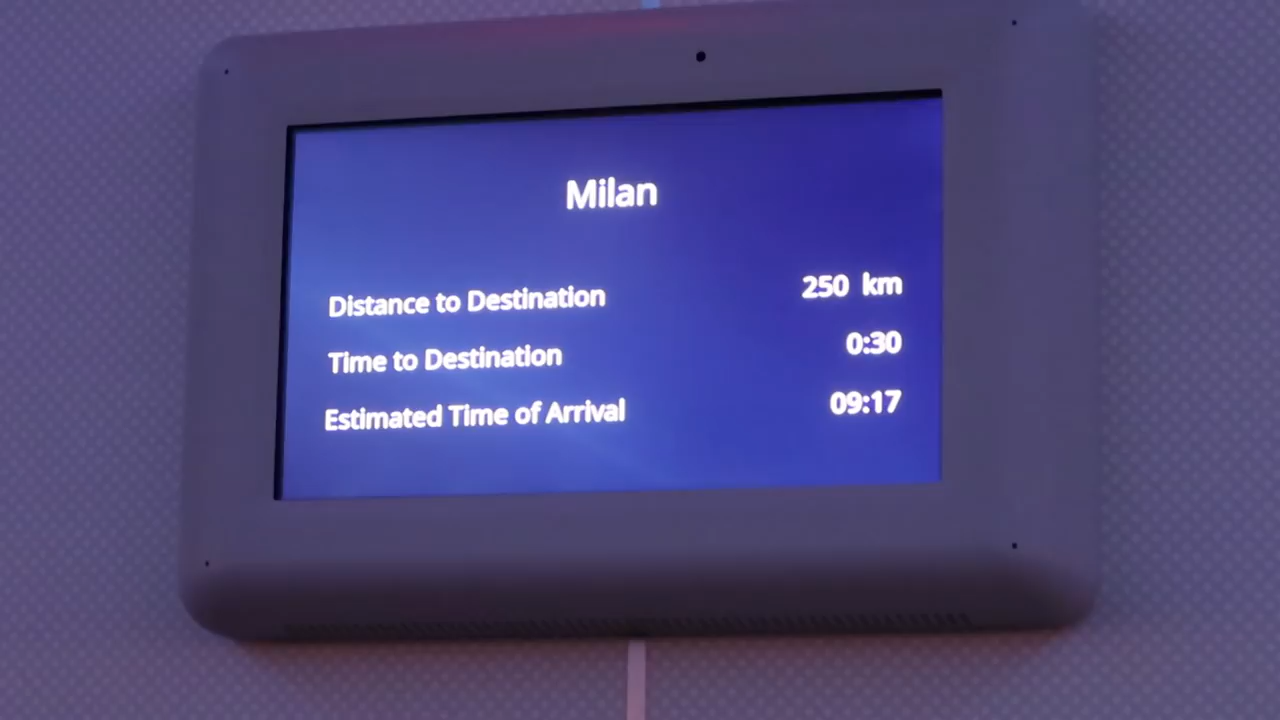 Milan
Distance to Destination 250 km
Time to Destination 0:30
Estimated Time of Arrival 09:17